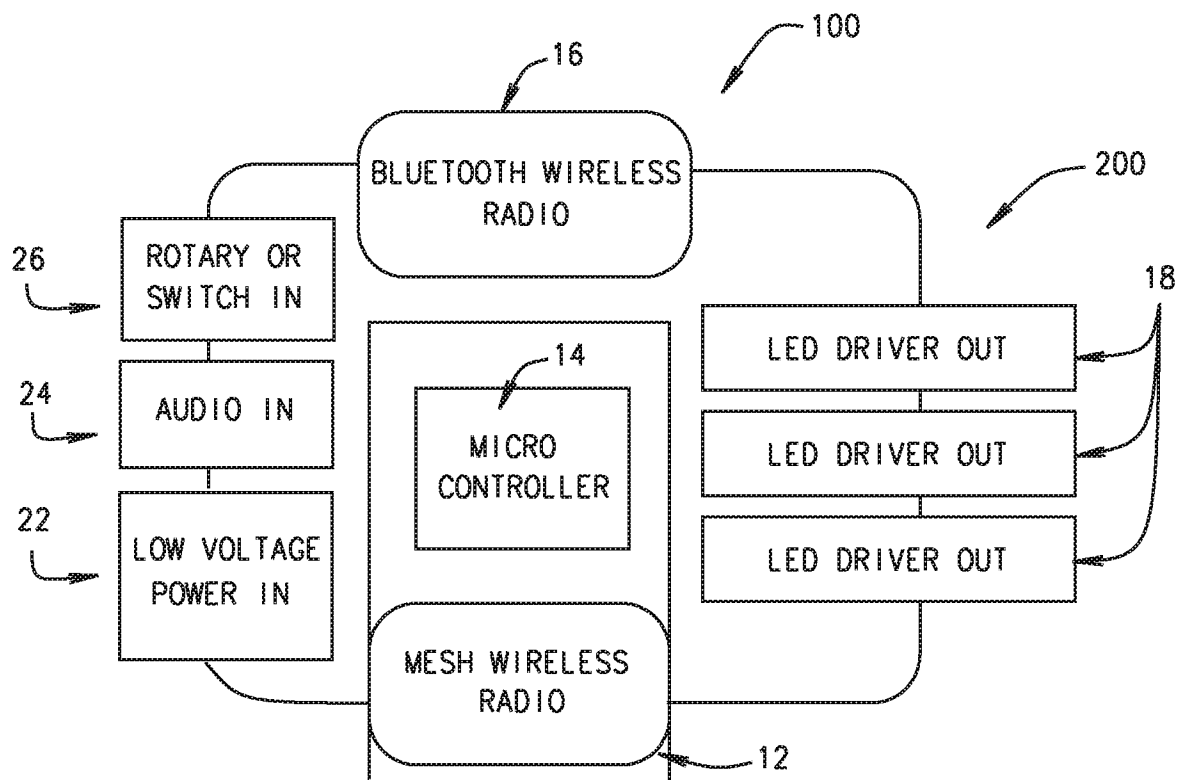 100
16
BLUETOOTH WIRELESS
RADIO
200
26
ROTARY OR
SWITCH IN
18
LED DRIVER OUT
14
24
AUDIO IN
MICRO
CONTROLLER
LED DRIVER OUT
22
LOW VOLTAGE
POWER IN
LED DRIVER OUT
MESH WIRELESS
RADIO
12